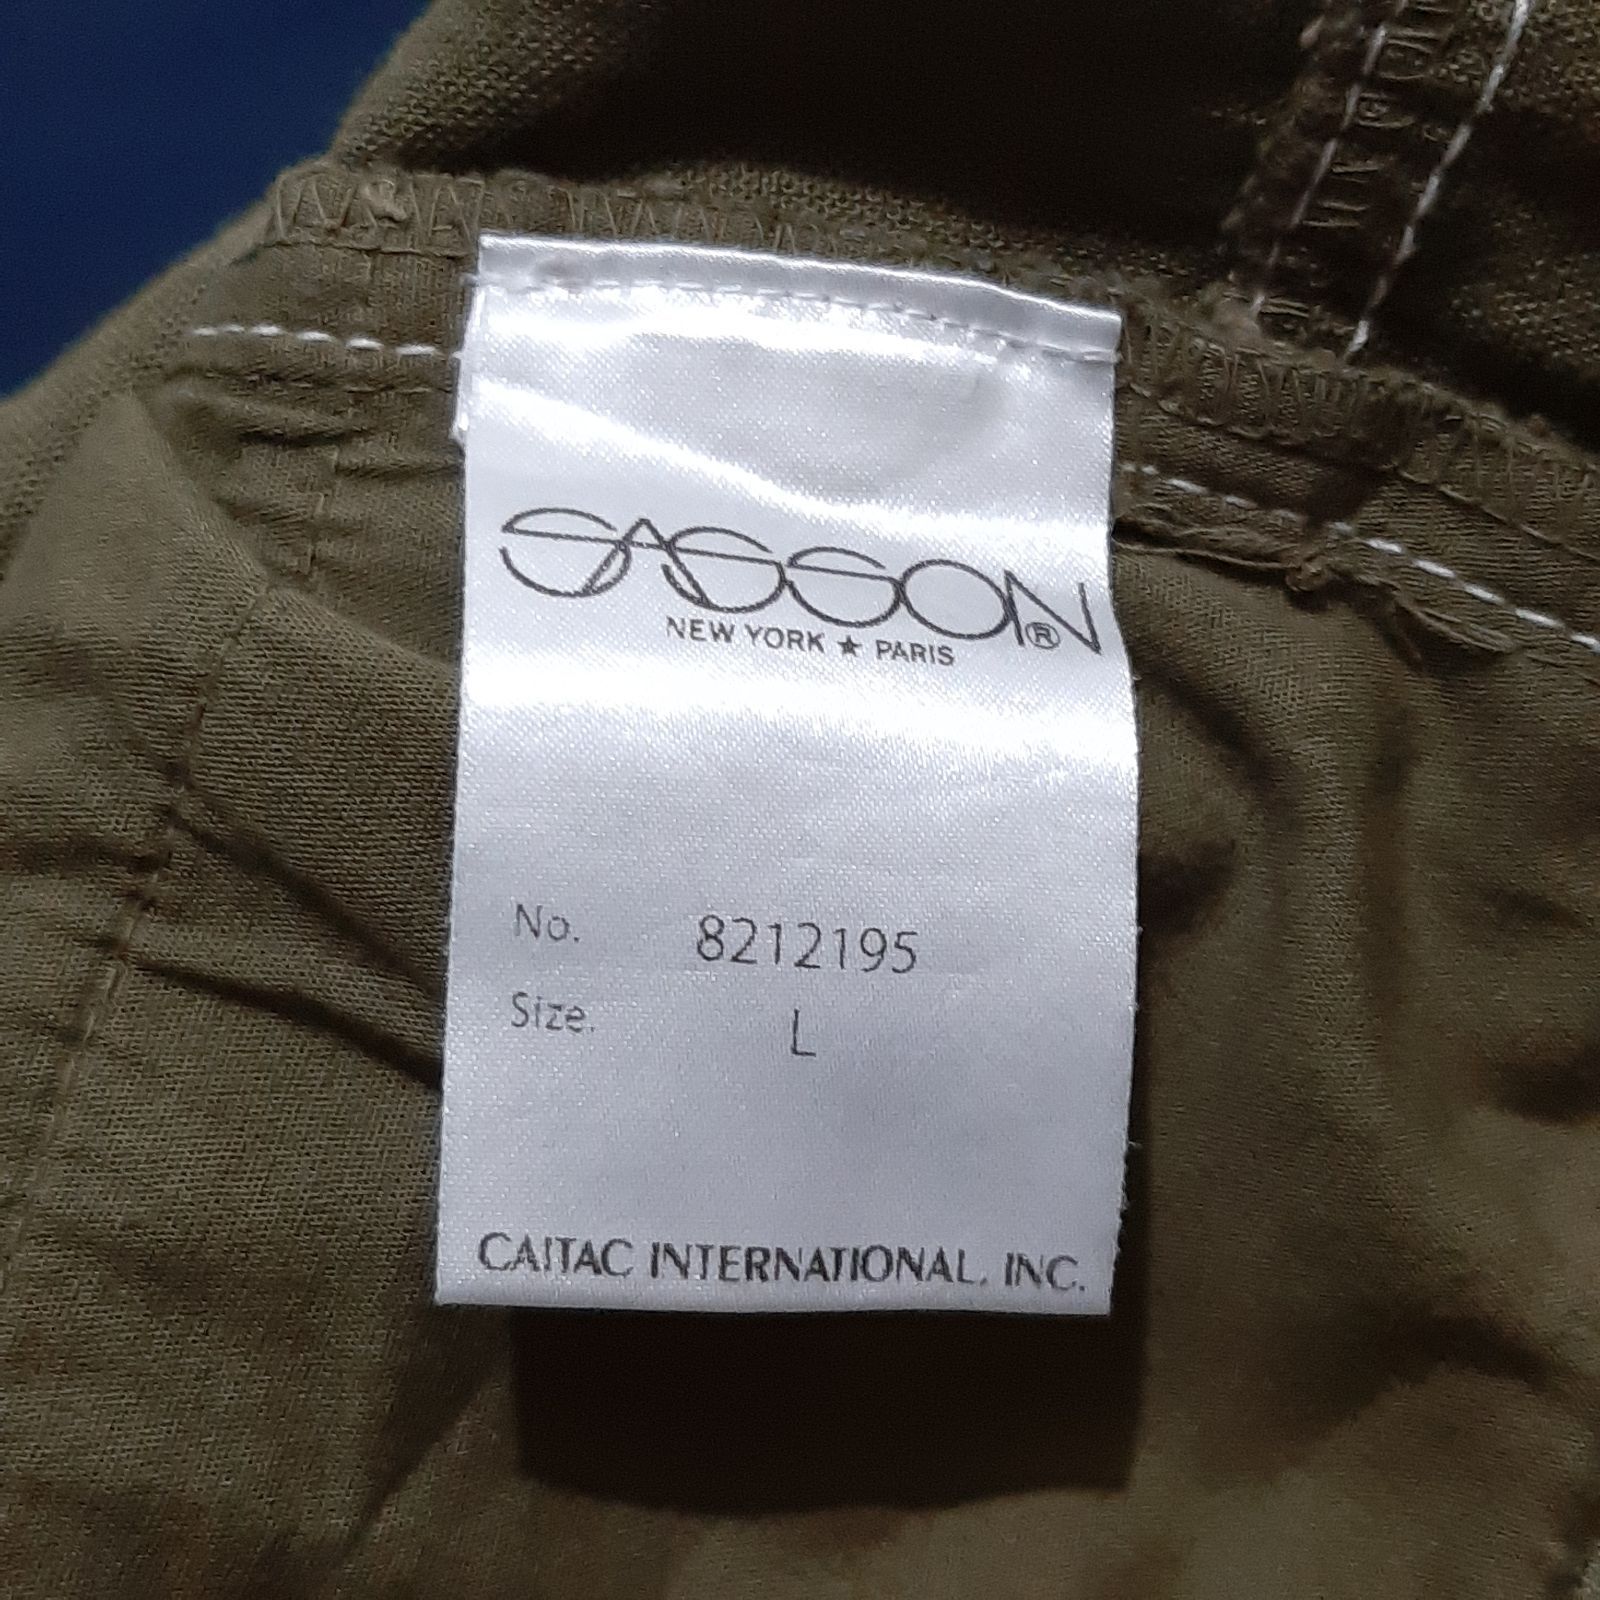 SASSON®
NEW YORK ★ PARIS
No. 8212195
Size. L
CAITAC INTERNATIONAL, INC.